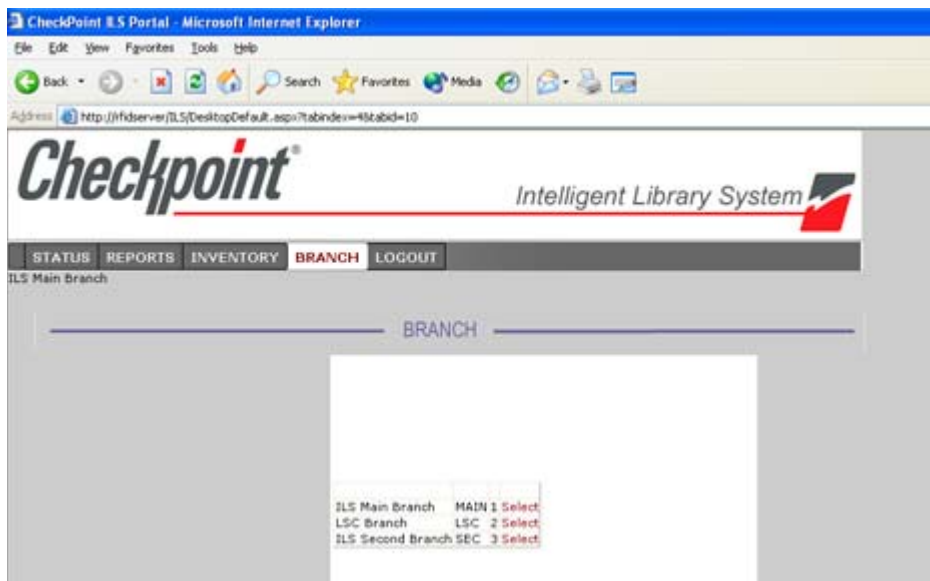 CheckPoint ILS Portal - Microsoft Internet Explorer
File Edit View Favorites Tools Help
Back Search Favorites Media
Address http://rfidserver/ILS/DesktopDefault.aspx?tabindex=4&tabid=10
Checkpoint®
Intelligent Library System
STATUS REPORTS INVENTORY BRANCH LOGOUT
ILS Main Branch
BRANCH
ILS Main Branch MAIN 1 Select
LSC Branch LSC 2 Select
ILS Second Branch SEC 3 Select